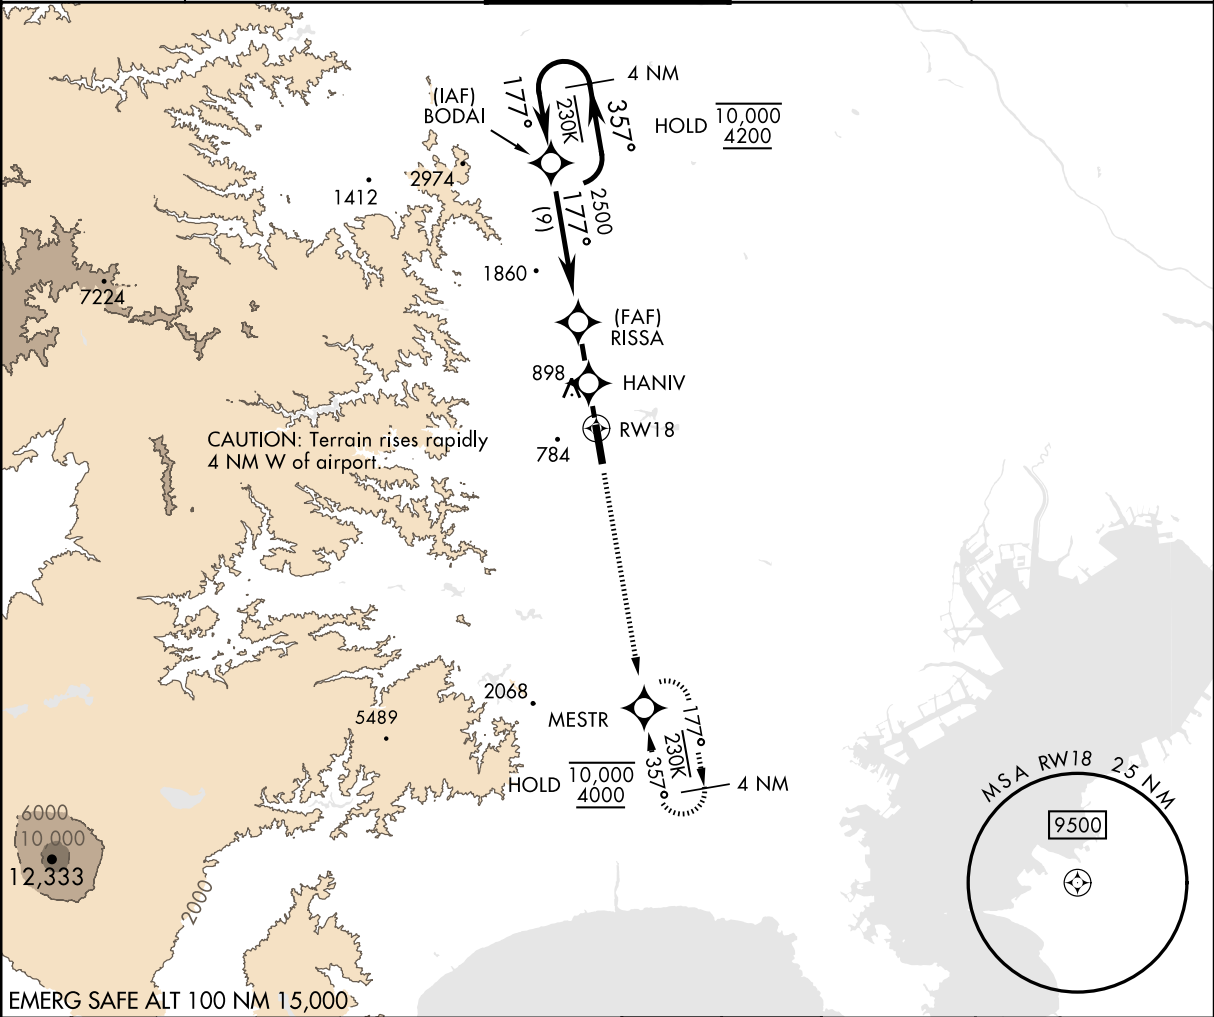 4 NM
177°
230K
357°
(IAF)
BODAI
HOLD 10,000
4200
2974
1412
2500
177°
(9)
1860
7224
(FAF)
RISSA
898
HANIV
RW18
CAUTION: Terrain rises rapidly
4 NM W of airport.
784
2068
MESTR
5489
177°
230K
357°
HOLD 10,000
4000
4 NM
MSA RW18 25 NM
9500
6000
10 000
12,333
2000
EMERG SAFE ALT 100 NM 15,000